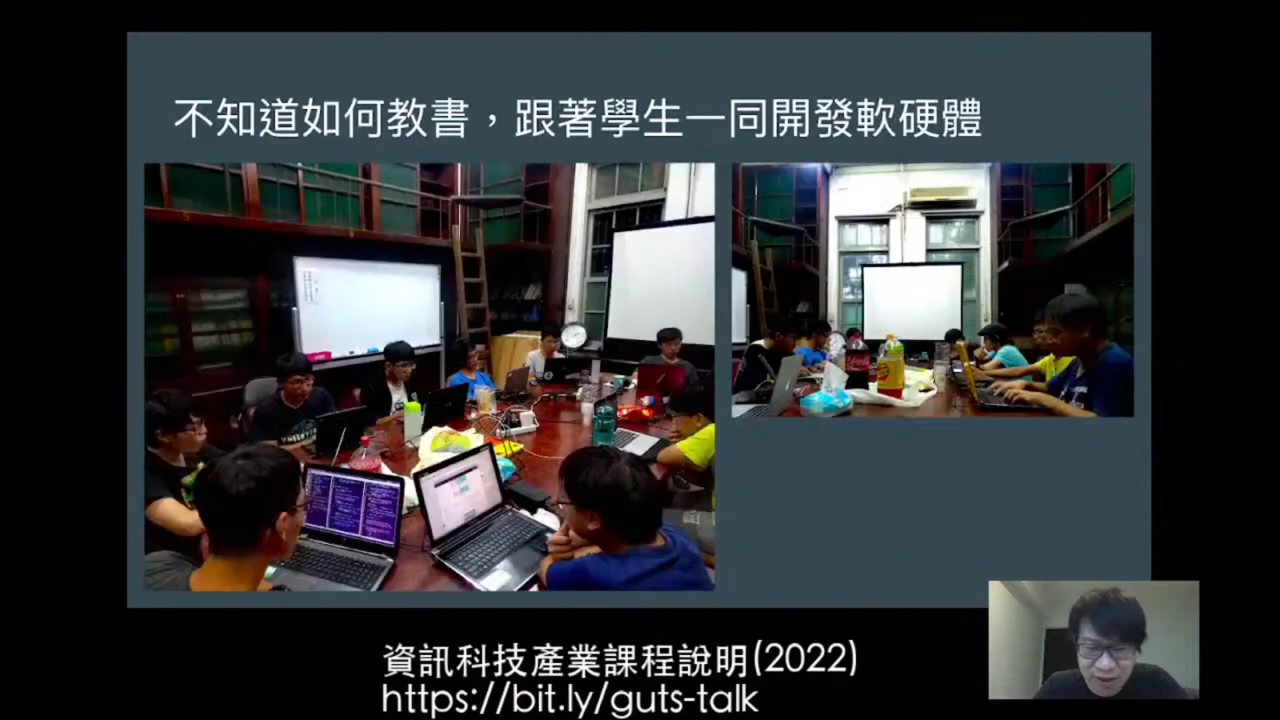 不知道如何教書，跟著學生一同開發軟硬體
資訊科技產業課程說明(2022)
https://bit.ly/guts-talk